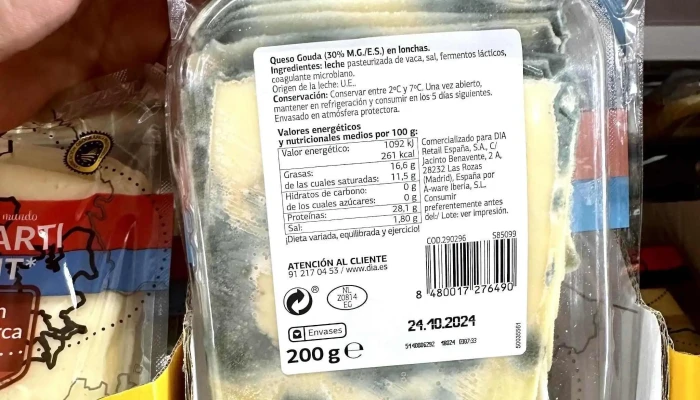 Queso Gouda (30% M.G./E.S.) en lonchas.
Ingredientes: leche pasteurizada de vaca, sal, fermentos lácticos,
coagulante microbiano.
Origen de la leche: U.E..
Conservación: Conservar entre 2ºC y 7ºC. Una vez abierto,
mantener en refrigeración y consumir en los 5 días siguientes.
Envasado en atmósfera protectora.
Valores energéticos
y nutricionales medios por 100 g:
Valor energético: 1092 kJ
261 kcal
Grasas: 16,6 g
de las cuales saturadas: 11,5 g
Hidratos de carbono: 0 g
de los cuales azúcares: 0 g
Proteínas: 28,1 g
Sal: 1,80 g
¡Dieta variada, equilibrada y ejercicio!
Comercializado para DIA
Retail España, S.A., C/
Jacinto Benavente, 2 A,
28232 Las Rozas
(Madrid), España por
A-ware Iberia, S.L.
Consumir
preferentemente antes
del/ Lote: ver impresión.
ATENCIÓN AL CLIENTE
91 217 04 53 / www.dia.es
COD.290296 S85099
8 480017 276490
®
NL
Z0814
EG
Envases
200 g e
24.10.2024
mundo
ARTI
IT*
n
rca